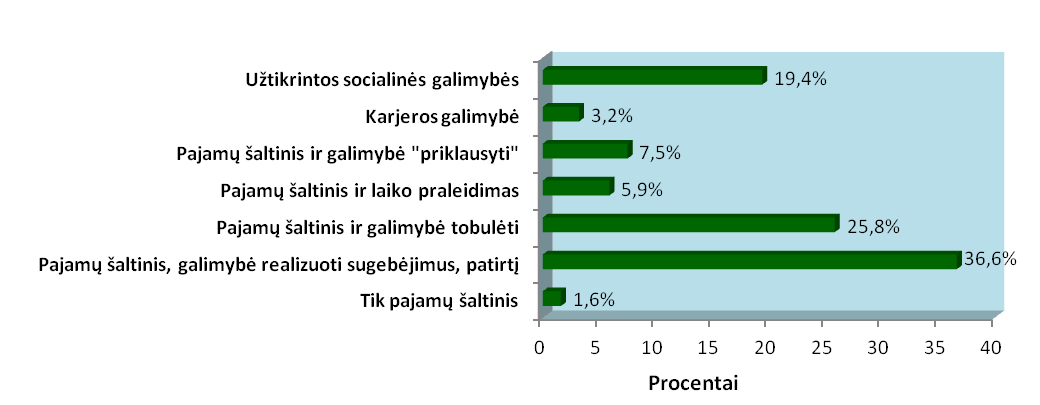 Užtikrintos socialinės galimybės
19,4%
Karjeros galimybė
3,2%
Pajamų šaltinis ir galimybė "priklausyti"
7,5%
Pajamų šaltinis ir laiko praleidimas
5,9%
Pajamų šaltinis ir galimybė tobulėti
25,8%
Pajamų šaltinis, galimybė realizuoti sugebėjimus, patirtį
36,6%
Tik pajamų šaltinis
1,6%
0 5 10 15 20 25 30 35 40
Procentai